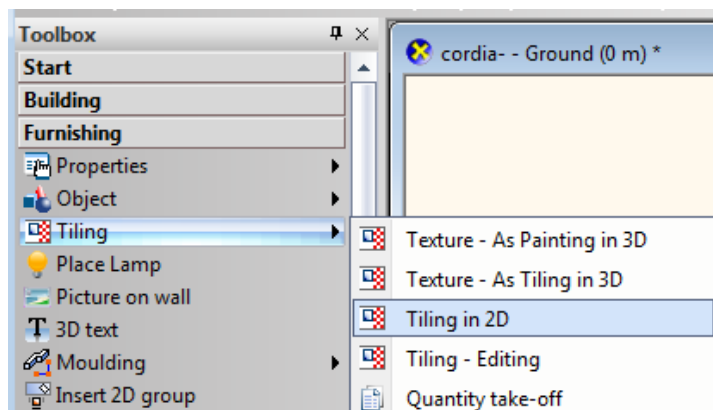 Toolbox
Start
Building
Furnishing
Properties
Object
Tiling
Place Lamp
Picture on wall
3D text
Moulding
Insert 2D group
cordia- - Ground (0 m) *
Texture - As Painting in 3D
Texture - As Tiling in 3D
Tiling in 2D
Tiling - Editing
Quantity take-off